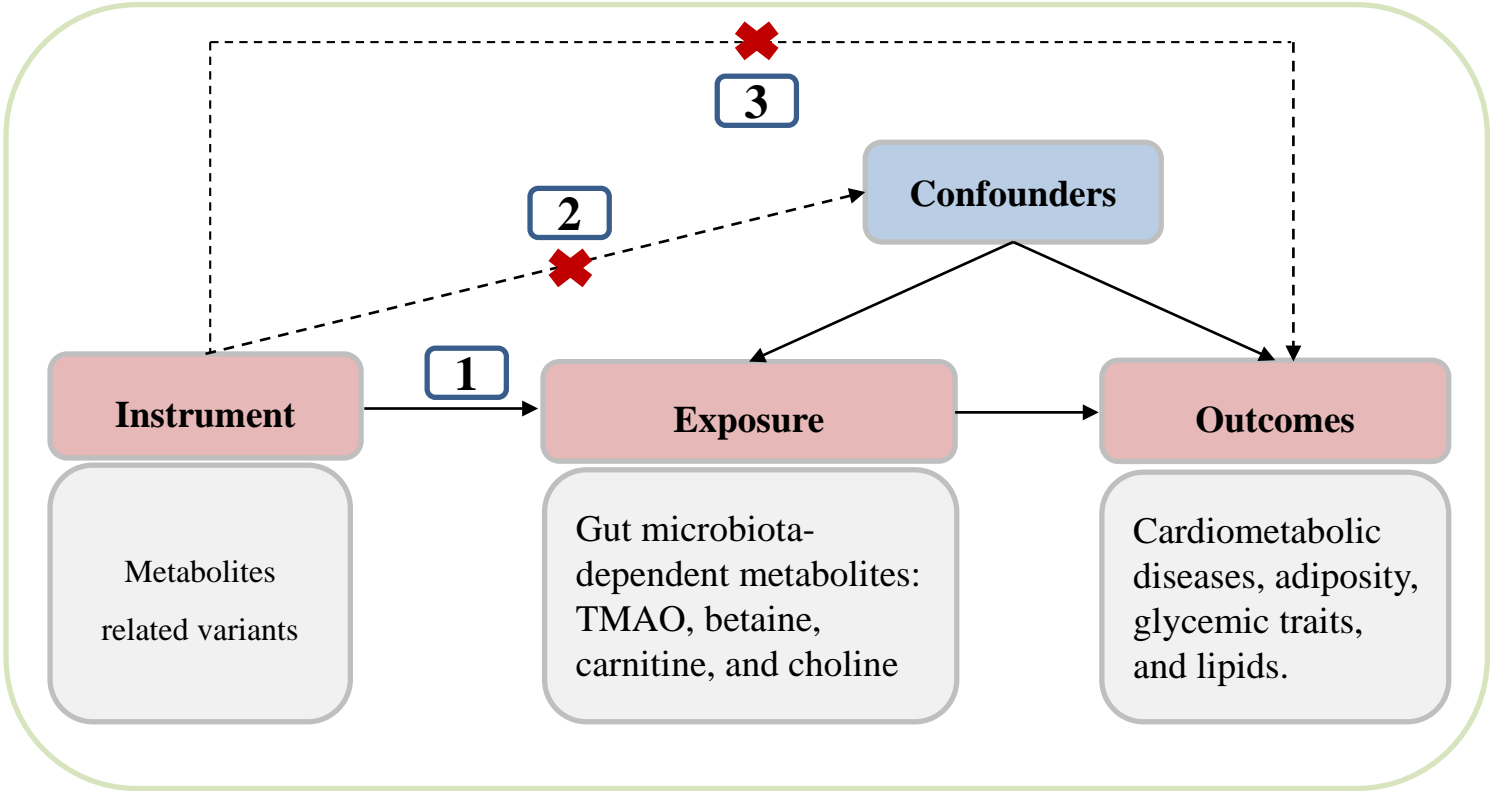 3
Confounders
2
1
Instrument
Exposure
Outcomes
Metabolites
related variants
Gut microbiota-
dependent metabolites:
TMAO, betaine,
carnitine, and choline
Cardiometabolic
diseases, adiposity,
glycemic traits,
and lipids.